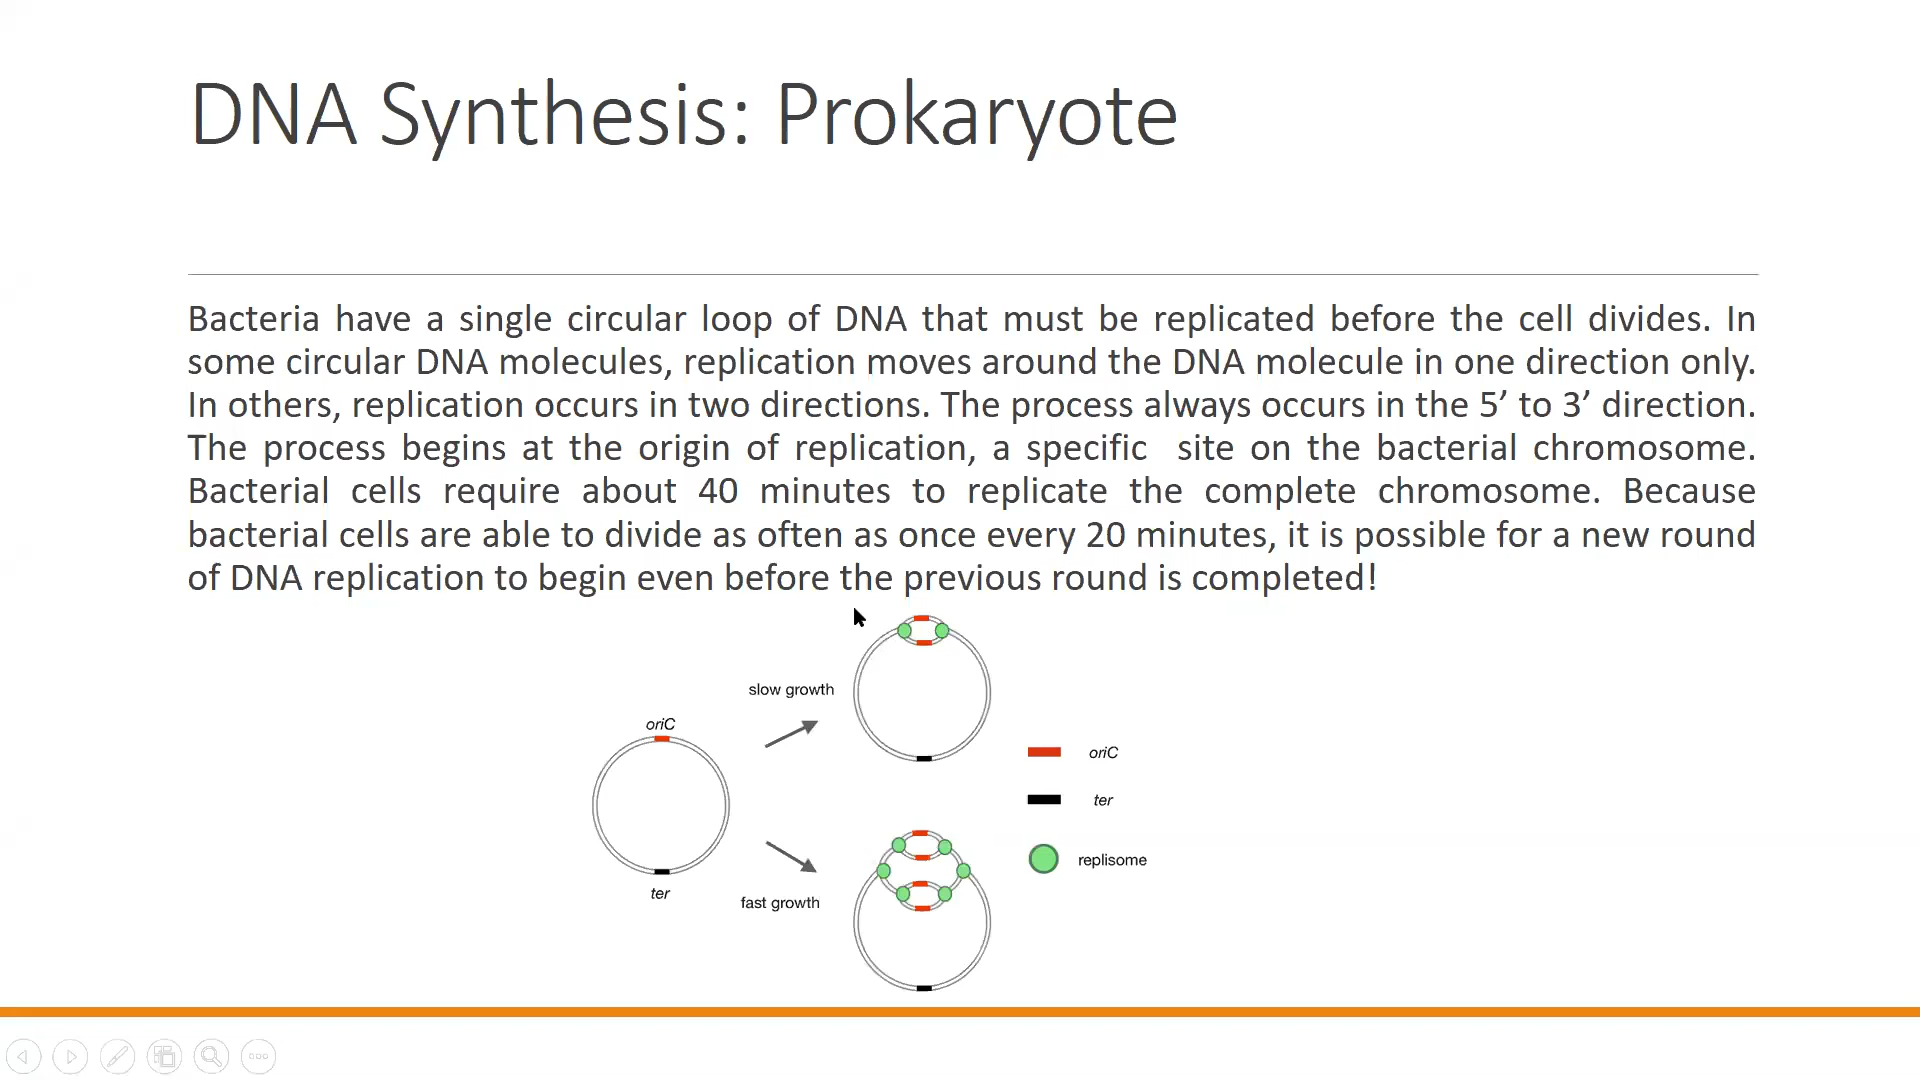 DNA Synthesis: Prokaryote
Bacteria have a single circular loop of DNA that must be replicated before the cell divides. In
some circular DNA molecules, replication moves around the DNA molecule in one direction only.
In others, replication occurs in two directions. The process always occurs in the 5’ to 3’ direction.
The process begins at the origin of replication, a specific  site on the bacterial chromosome.
Bacterial cells require about 40 minutes to replicate the complete chromosome. Because
bacterial cells are able to divide as often as once every 20 minutes, it is possible for a new round
of DNA replication to begin even before the previous round is completed!
slow growth
oriC
ter
fast growth
oriC
ter
replisome